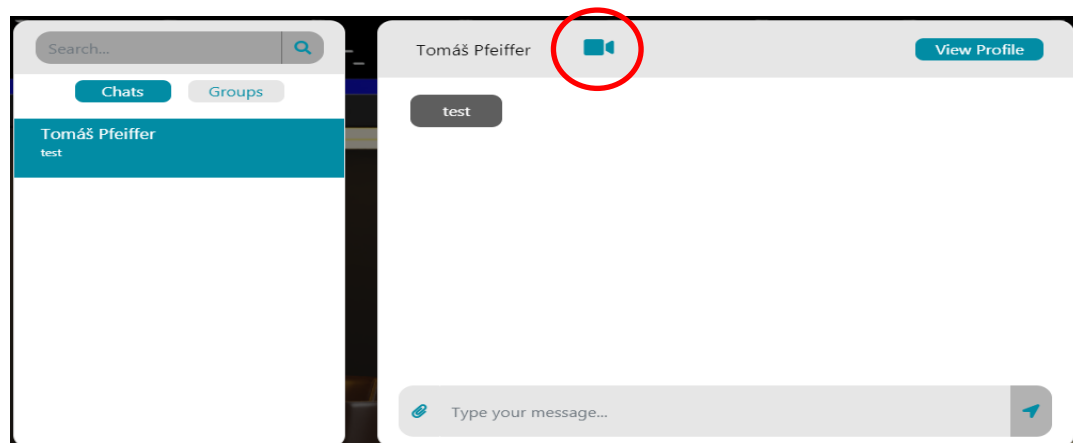 Search...
Chats
Groups
Tomáš Pfeiffer
test
Tomáš Pfeiffer
View Profile
test
Type your message...